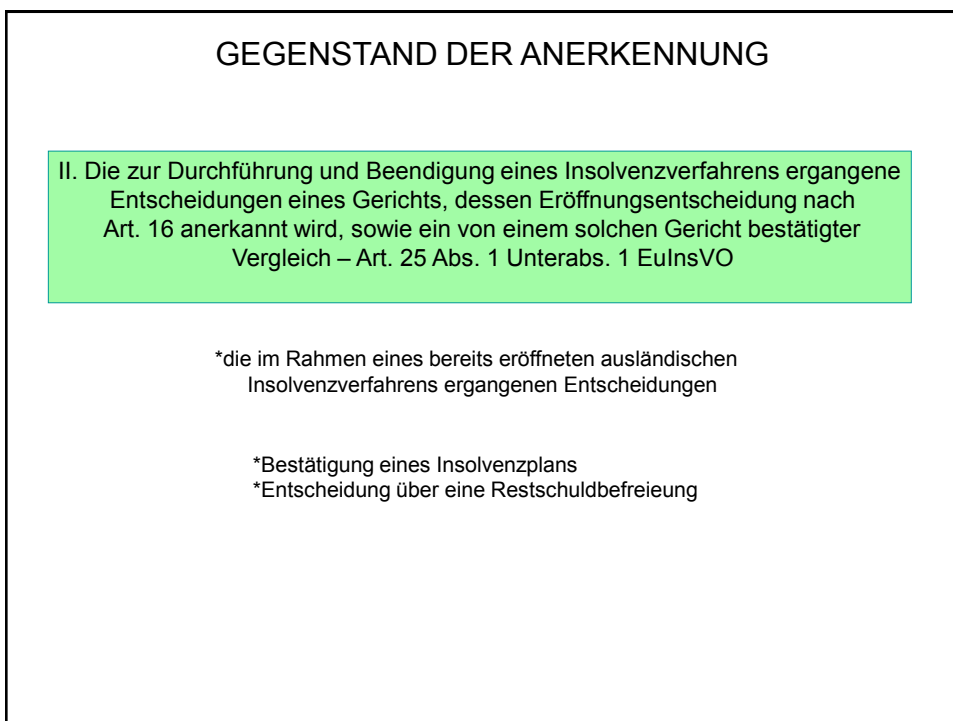 GEGENSTAND DER ANERKENNUNG
II. Die zur Durchführung und Beendigung eines Insolvenzverfahrens ergangene
Entscheidungen eines Gerichts, dessen Eröffnungsentscheidung nach
Art. 16 anerkannt wird, sowie ein von einem solchen Gericht bestätigter
Vergleich – Art. 25 Abs. 1 Unterabs. 1 EuInsVO
*die im Rahmen eines bereits eröffneten ausländischen
Insolvenzverfahrens ergangenen Entscheidungen
*Bestätigung eines Insolvenzplans
*Entscheidung über eine Restschuldbefreieung